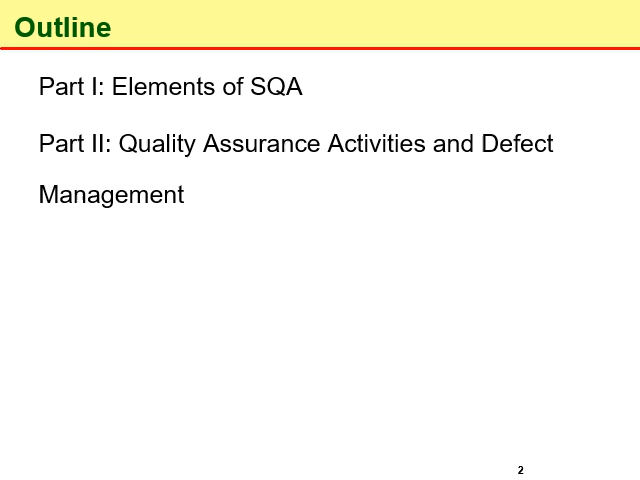 Outline
Part I: Elements of SQA
Part II: Quality Assurance Activities and Defect
Management
2